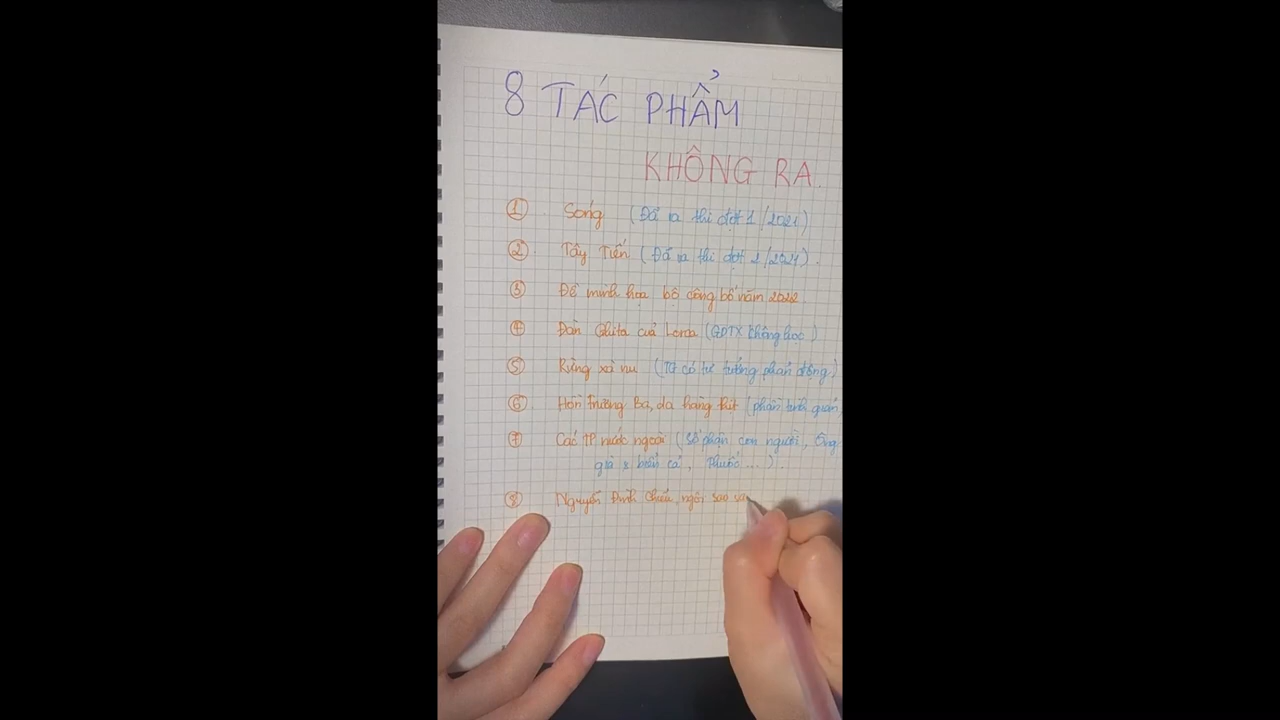 8 TÁC PHẨM
KHÔNG RA.
① Sóng (Đã ra thi đợt 1/2021)
② Tây Tiến (Đã ra thi đợt 2/2021).
③ Đề minh họa bộ công bố năm 2022
④ Đàn Ghita của Lorca (GDTX không học)
⑤ Rừng xà nu (TG có tư tưởng phản động)
⑥ Hồn Trương Ba, da hàng thịt (phần tinh quan,
⑦ Các TP nước ngoài (Số phận con người, Ông
già & biển cả, Thuốc ...).
⑧ Nguyễn Đình Chiểu, ngôi sao